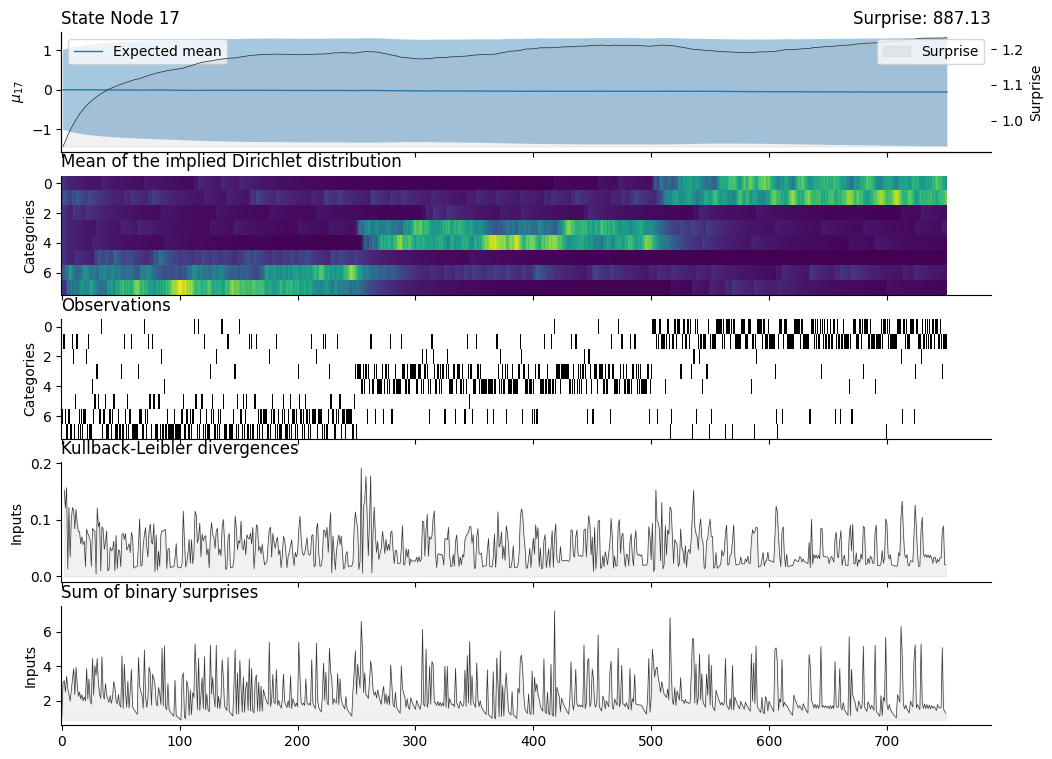 State Node 17 Surprise: 887.13
Expected mean Surprise
1
0
−1
μ17
1.2
1.1
1.0
Surprise
Mean of the implied Dirichlet distribution
0
2
4
6
Categories
Observations
0
2
4
6
Categories
Kullback-Leibler divergences
0.2
0.1
0.0
Inputs
Sum of binary surprises
6
4
2
Inputs
0 100 200 300 400 500 600 700